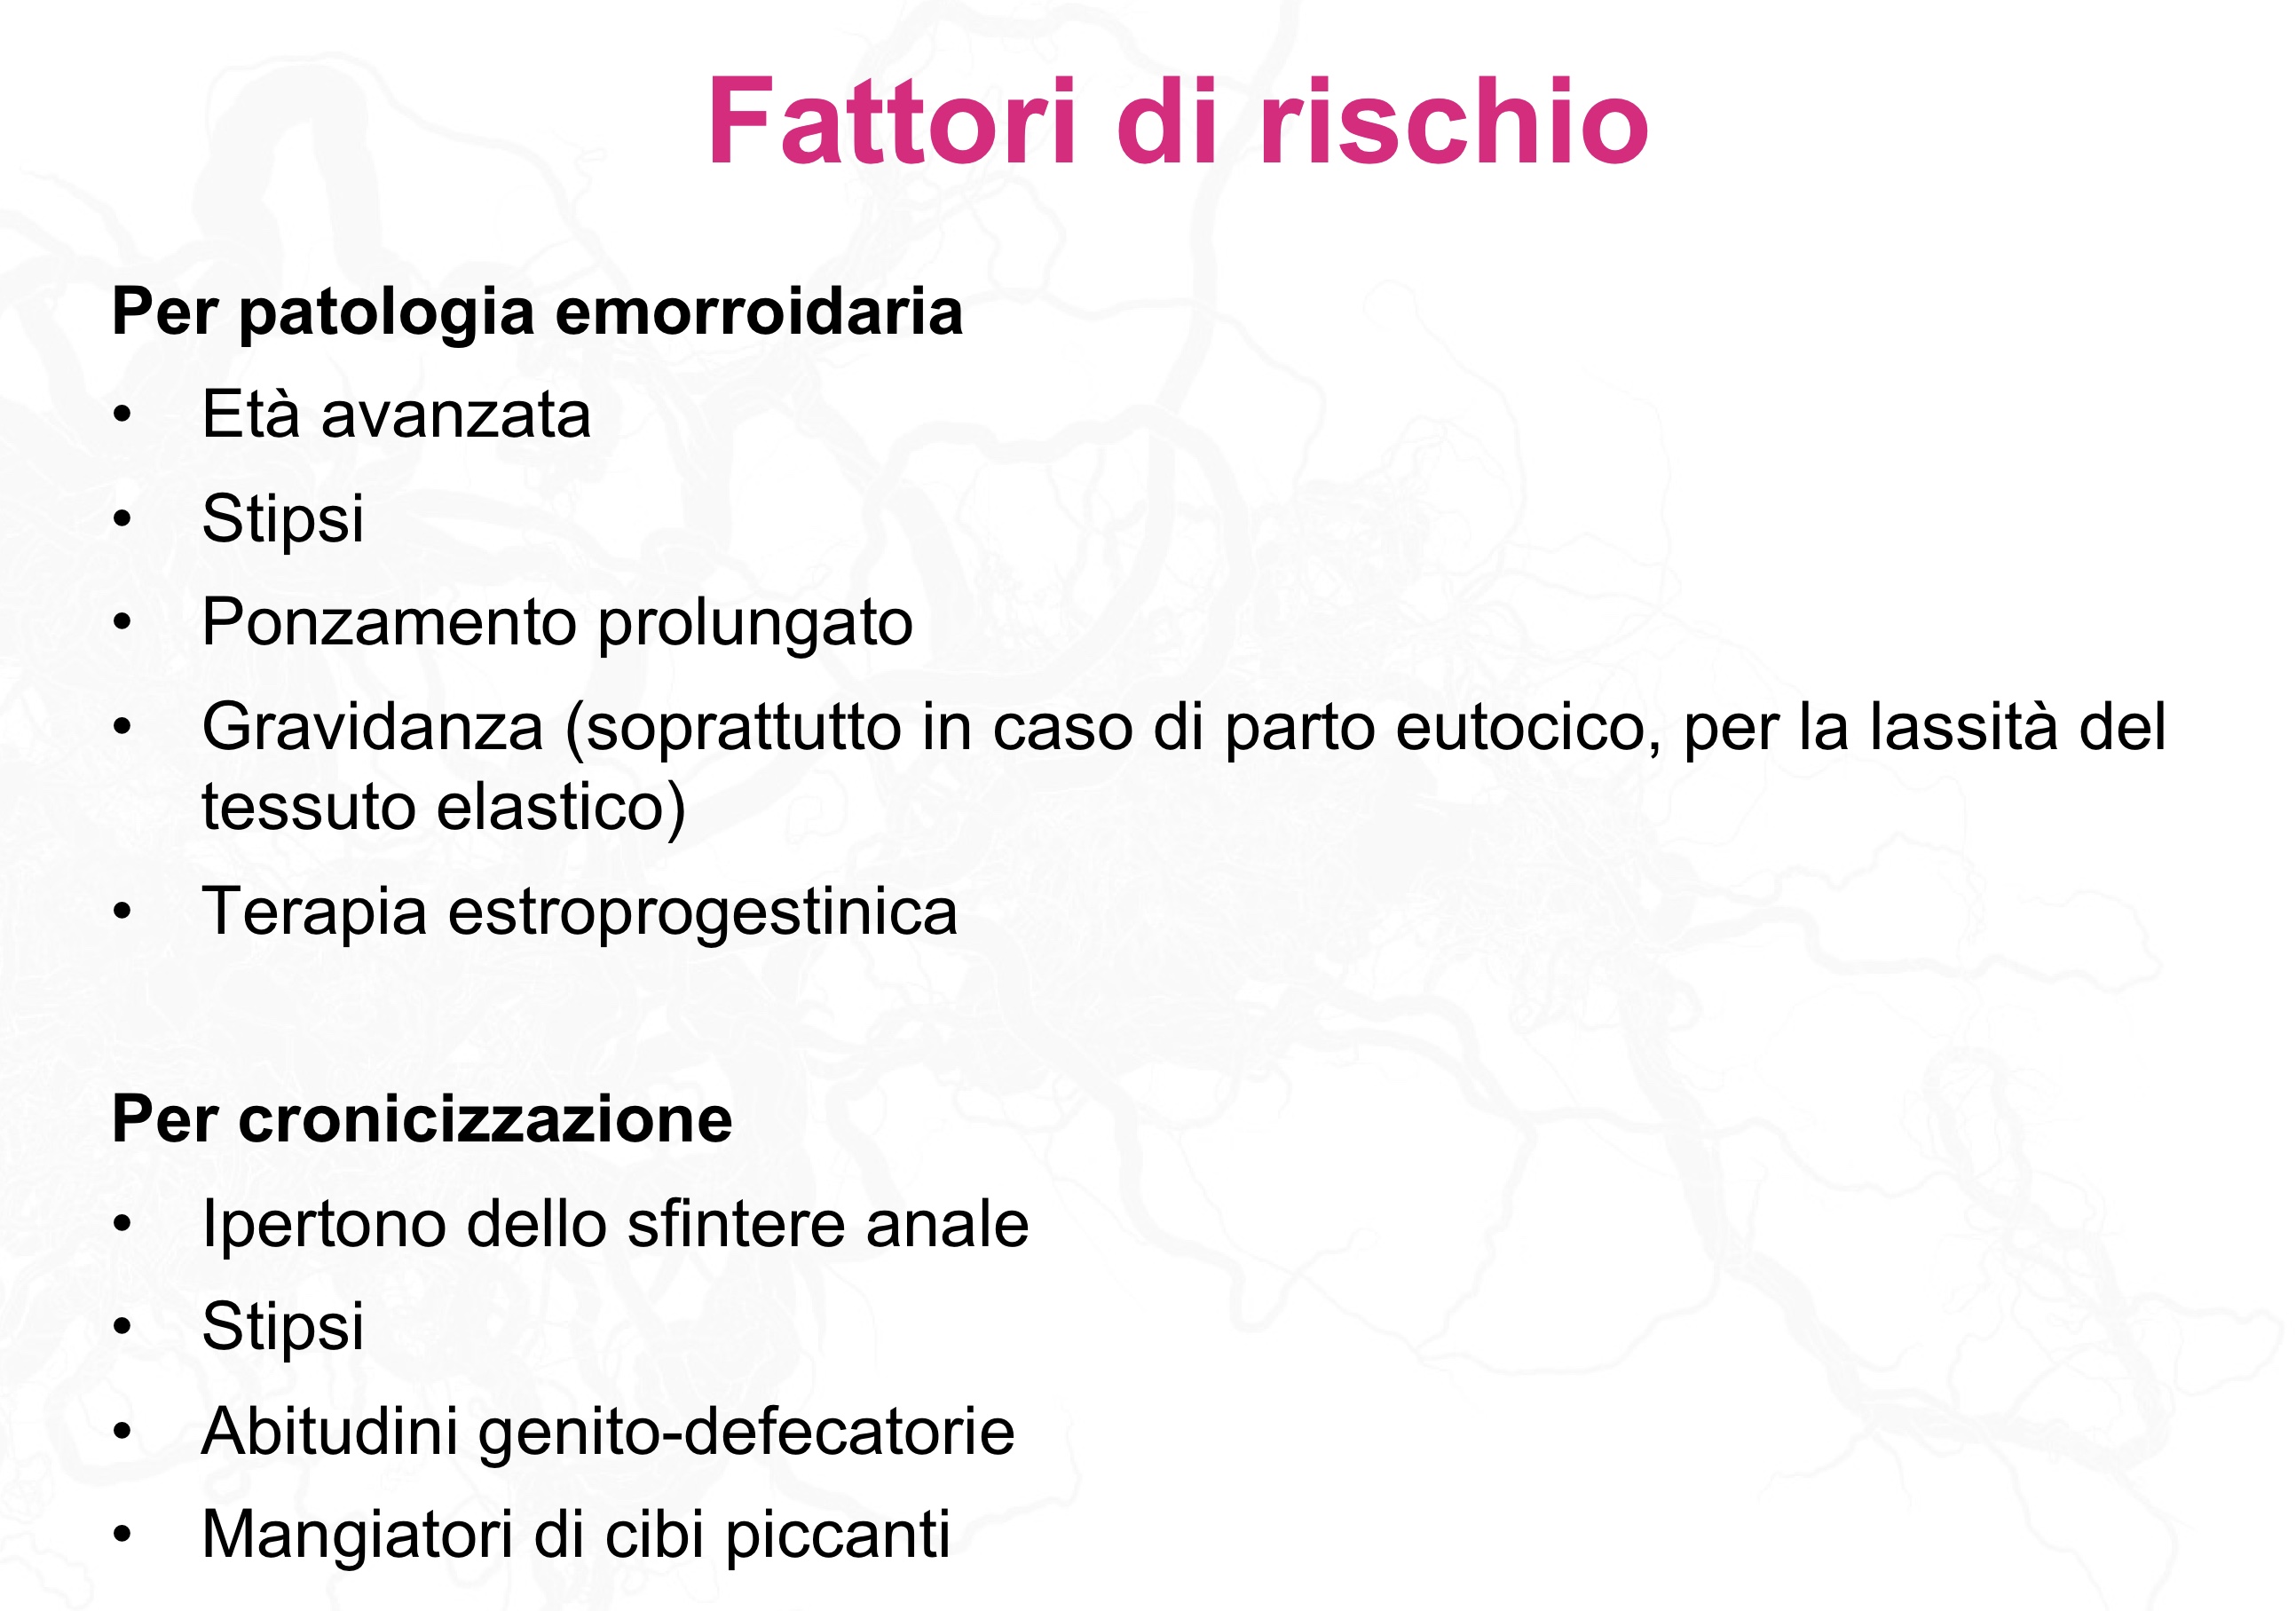 Fattori di rischio
Per patologia emorroidaria
• Età avanzata
• Stipsi
• Ponzamento prolungato
• Gravidanza (soprattutto in caso di parto eutocico, per la lassità del
tessuto elastico)
• Terapia estroprogestinica
Per cronicizzazione
• Ipertono dello sfintere anale
• Stipsi
• Abitudini genito-defecatorie
• Mangiatori di cibi piccanti